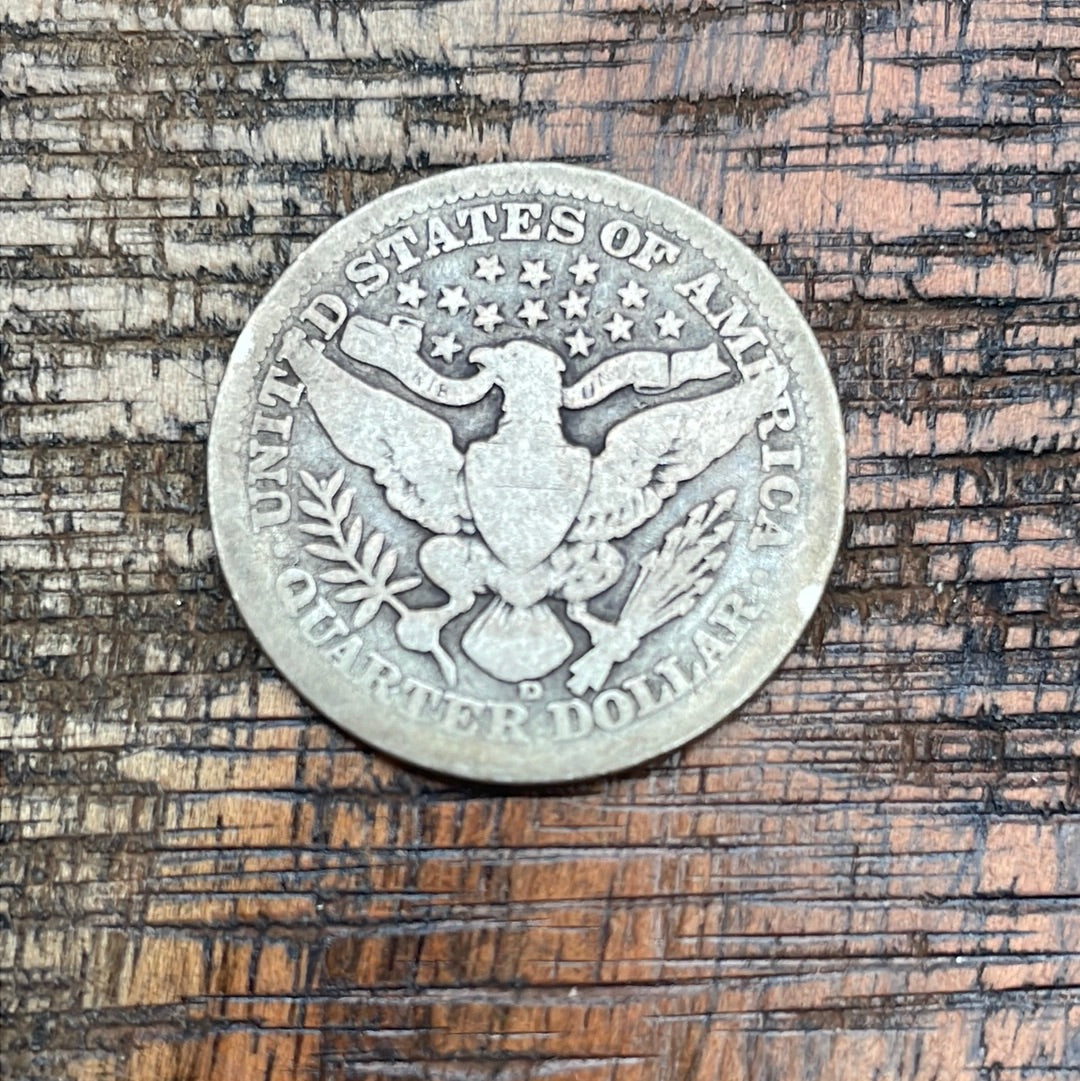 UNITED STATES OF AMERICA
QUARTER DOLLAR
D